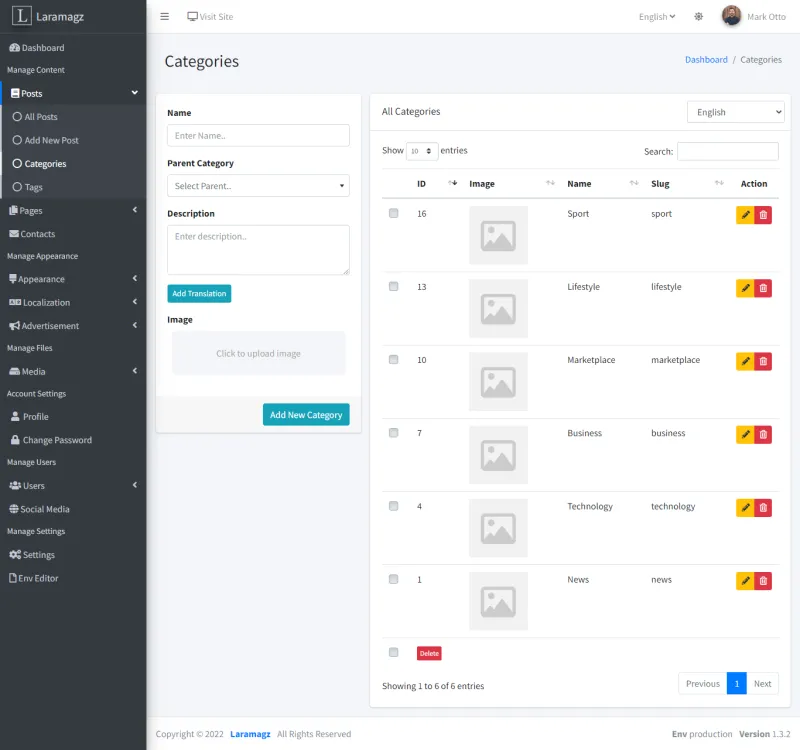 L Laramagz
Visit Site
English
Mark Otto
Dashboard
Manage Content
Posts
All Posts
Add New Post
Categories
Tags
Pages
Contacts
Manage Appearance
Appearance
Localization
Advertisement
Manage Files
Media
Account Settings
Profile
Change Password
Manage Users
Users
Social Media
Manage Settings
Settings
Env Editor
Categories
Dashboard / Categories
Name
Enter Name..
Parent Category
Select Parent..
Description
Enter description..
Add Translation
Image
Click to upload image
Add New Category
All Categories
English
Show 10 entries
Search:
ID Image Name Slug Action
16 Sport sport
13 Lifestyle lifestyle
10 Marketplace marketplace
7 Business business
4 Technology technology
1 News news
Delete
Showing 1 to 6 of 6 entries
Previous 1 Next
Copyright © 2022 Laramagz All Rights Reserved
Env production Version 1.3.2